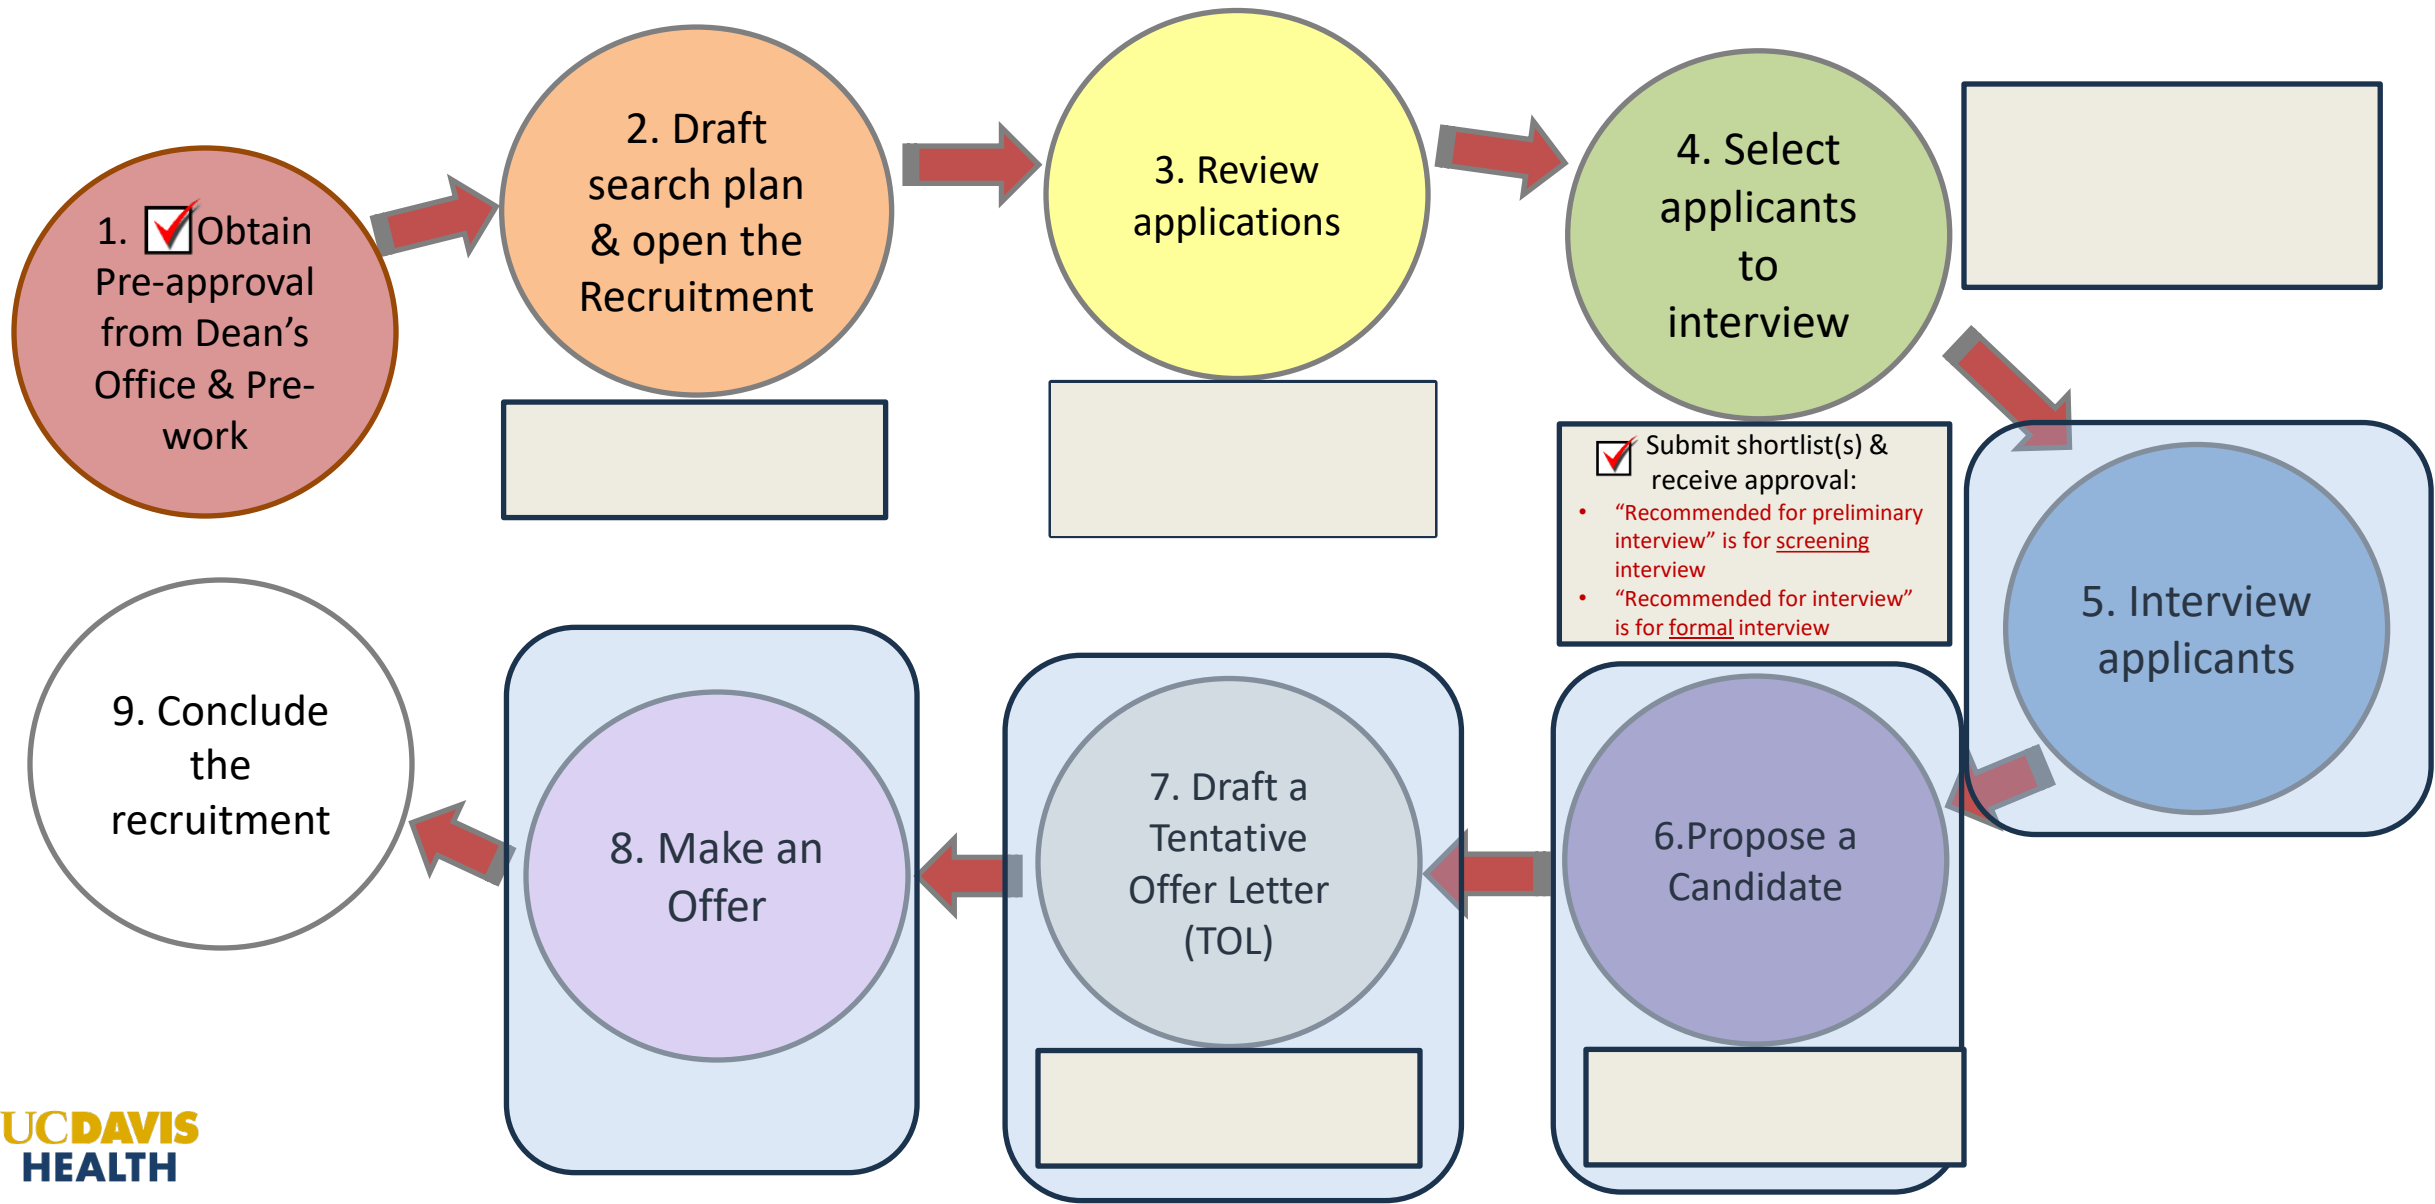 1. Obtain
Pre-approval
from Dean’s
Office & Pre-
work
2. Draft
search plan
& open the
Recruitment
3. Review
applications
4. Select
applicants
to
interview
Submit shortlist(s) &
receive approval:
• “Recommended for preliminary
interview” is for screening
interview
• “Recommended for interview”
is for formal interview
5. Interview
applicants
6.Propose a
Candidate
7. Draft a
Tentative
Offer Letter
(TOL)
8. Make an
Offer
9. Conclude
the
recruitment
UCDAVIS
HEALTH